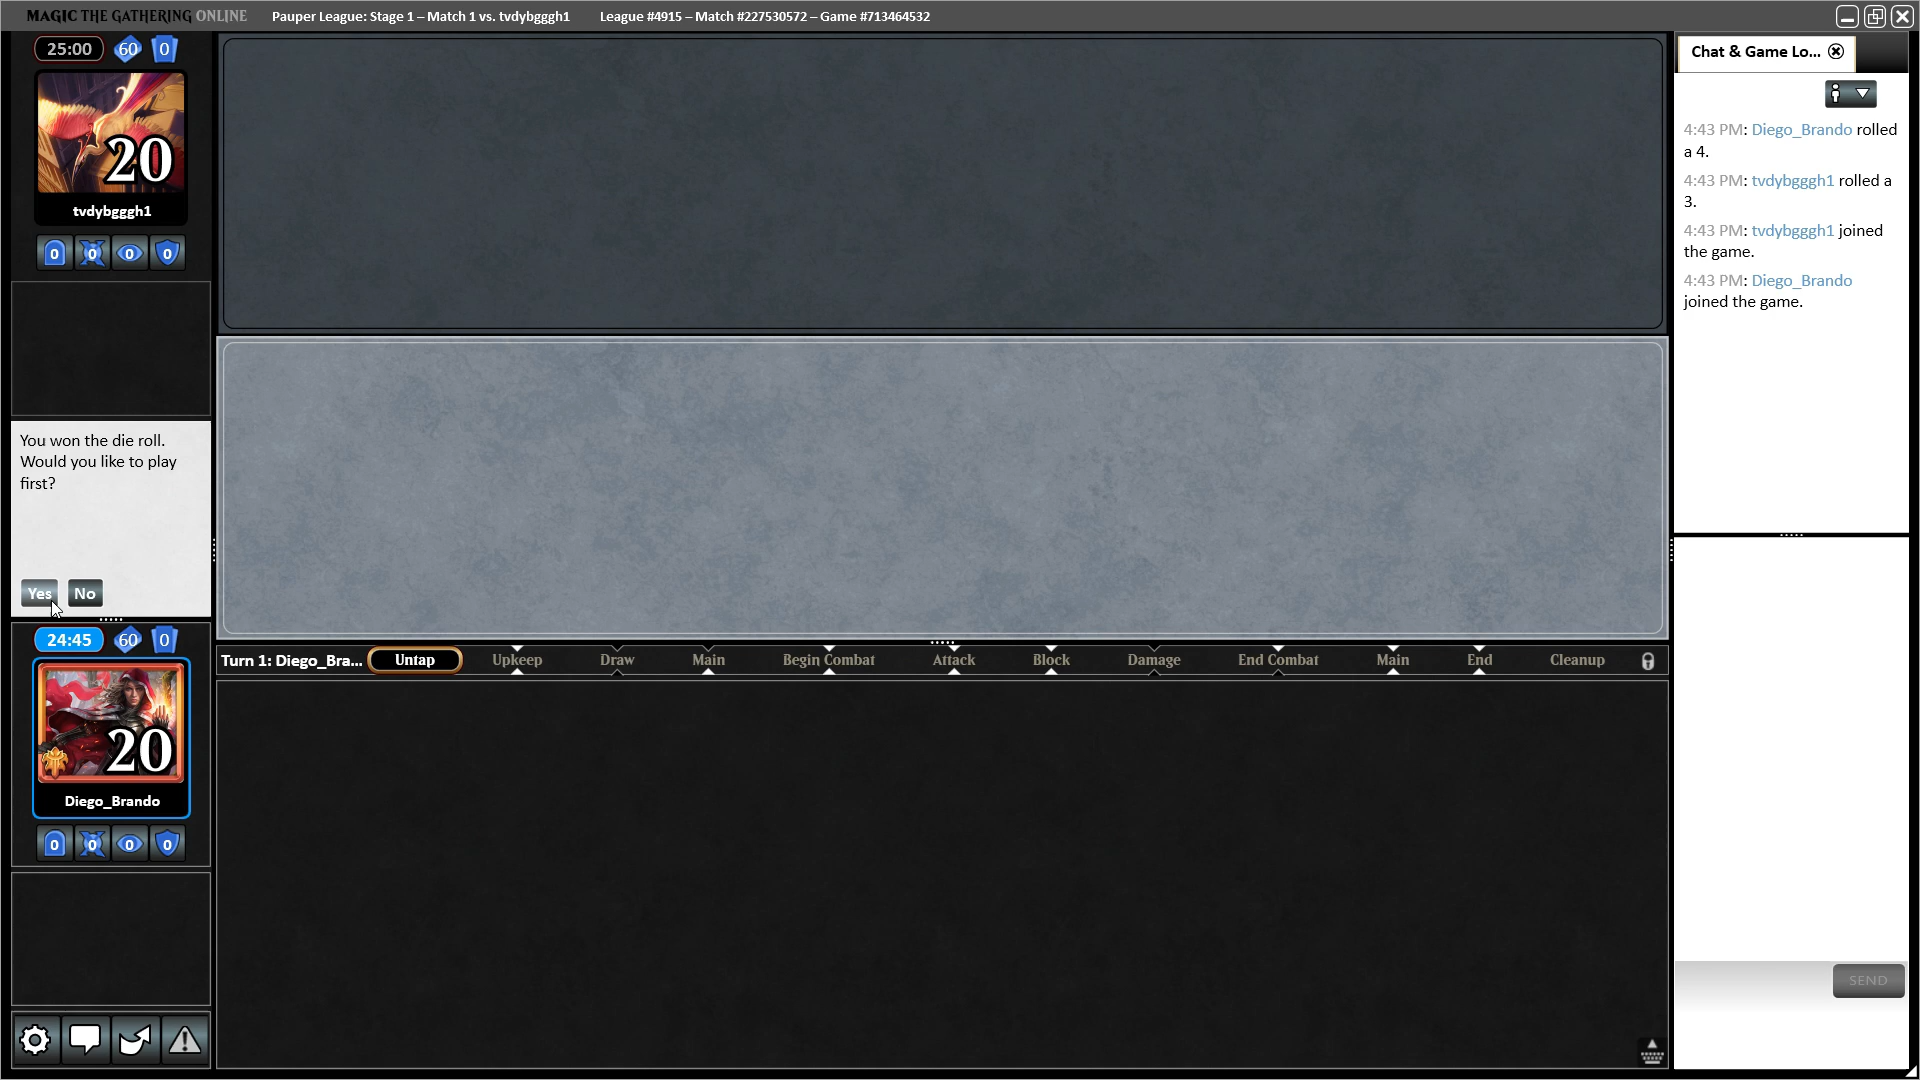 MAGIC THE GATHERING ONLINE
Pauper League: Stage 1 – Match 1 vs. tvdybgggh1
League #4915 – Match #227530572 – Game #713464532
25:00
60
0
20
tvdybgggh1
0
0
0
0
You won the die roll.
Would you like to play
first?
Yes
No
24:45
60
0
20
Diego_Brando
0
0
0
0
Turn 1: Diego_Bra...
Untap
Upkeep
Draw
Main
Begin Combat
Attack
Block
Damage
End Combat
Main
End
Cleanup
Chat & Game Lo...
4:43 PM: Diego_Brando rolled
a 4.
4:43 PM: tvdybgggh1 rolled a
3.
4:43 PM: tvdybgggh1 joined
the game.
4:43 PM: Diego_Brando
joined the game.
SEND